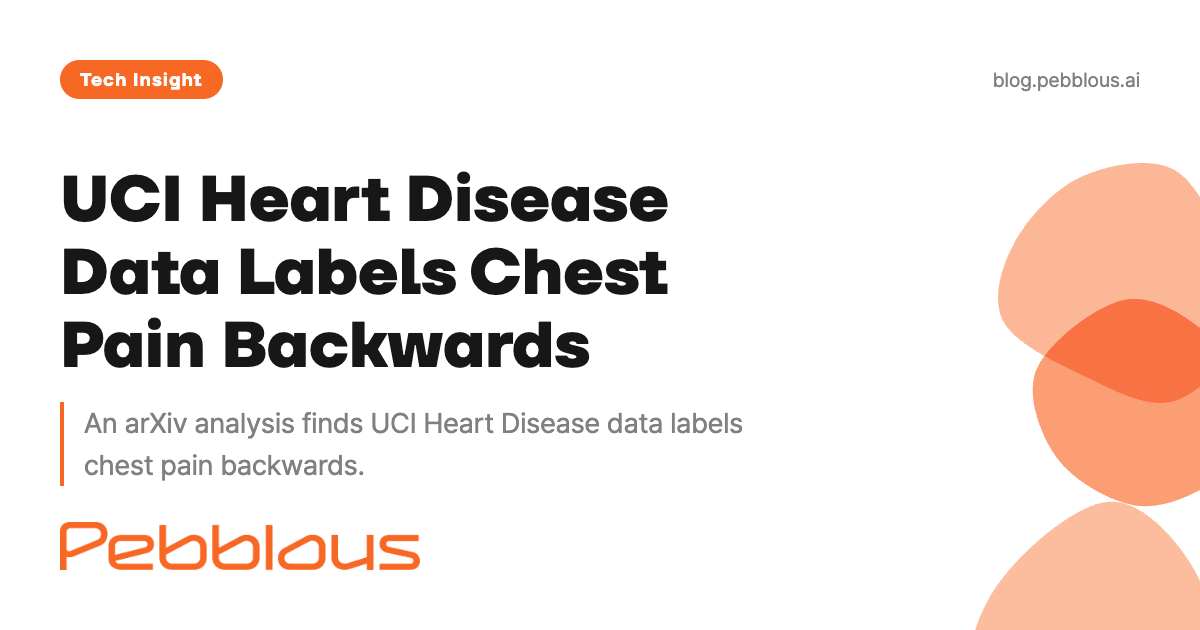 Tech Insight
blog.pebblous.ai
UCI Heart Disease
Data Labels Chest
Pain Backwards
An arXiv analysis finds UCI Heart Disease data labels
chest pain backwards.
Pebblous